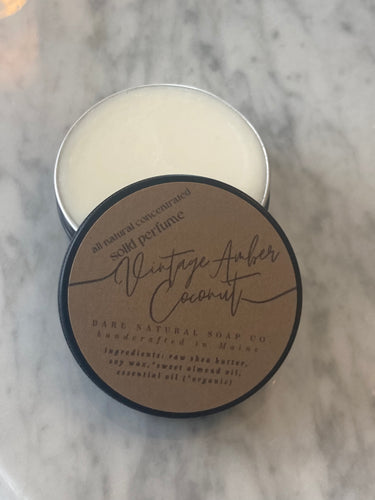 all natural concentrated
solid perfume
Vintage Amber
Coconut
BARE NATURAL SOAP CO
handcrafted in Maine
ingredients: raw shea butter,
soy wax, *sweet almond oil,
essential oil (*organic)